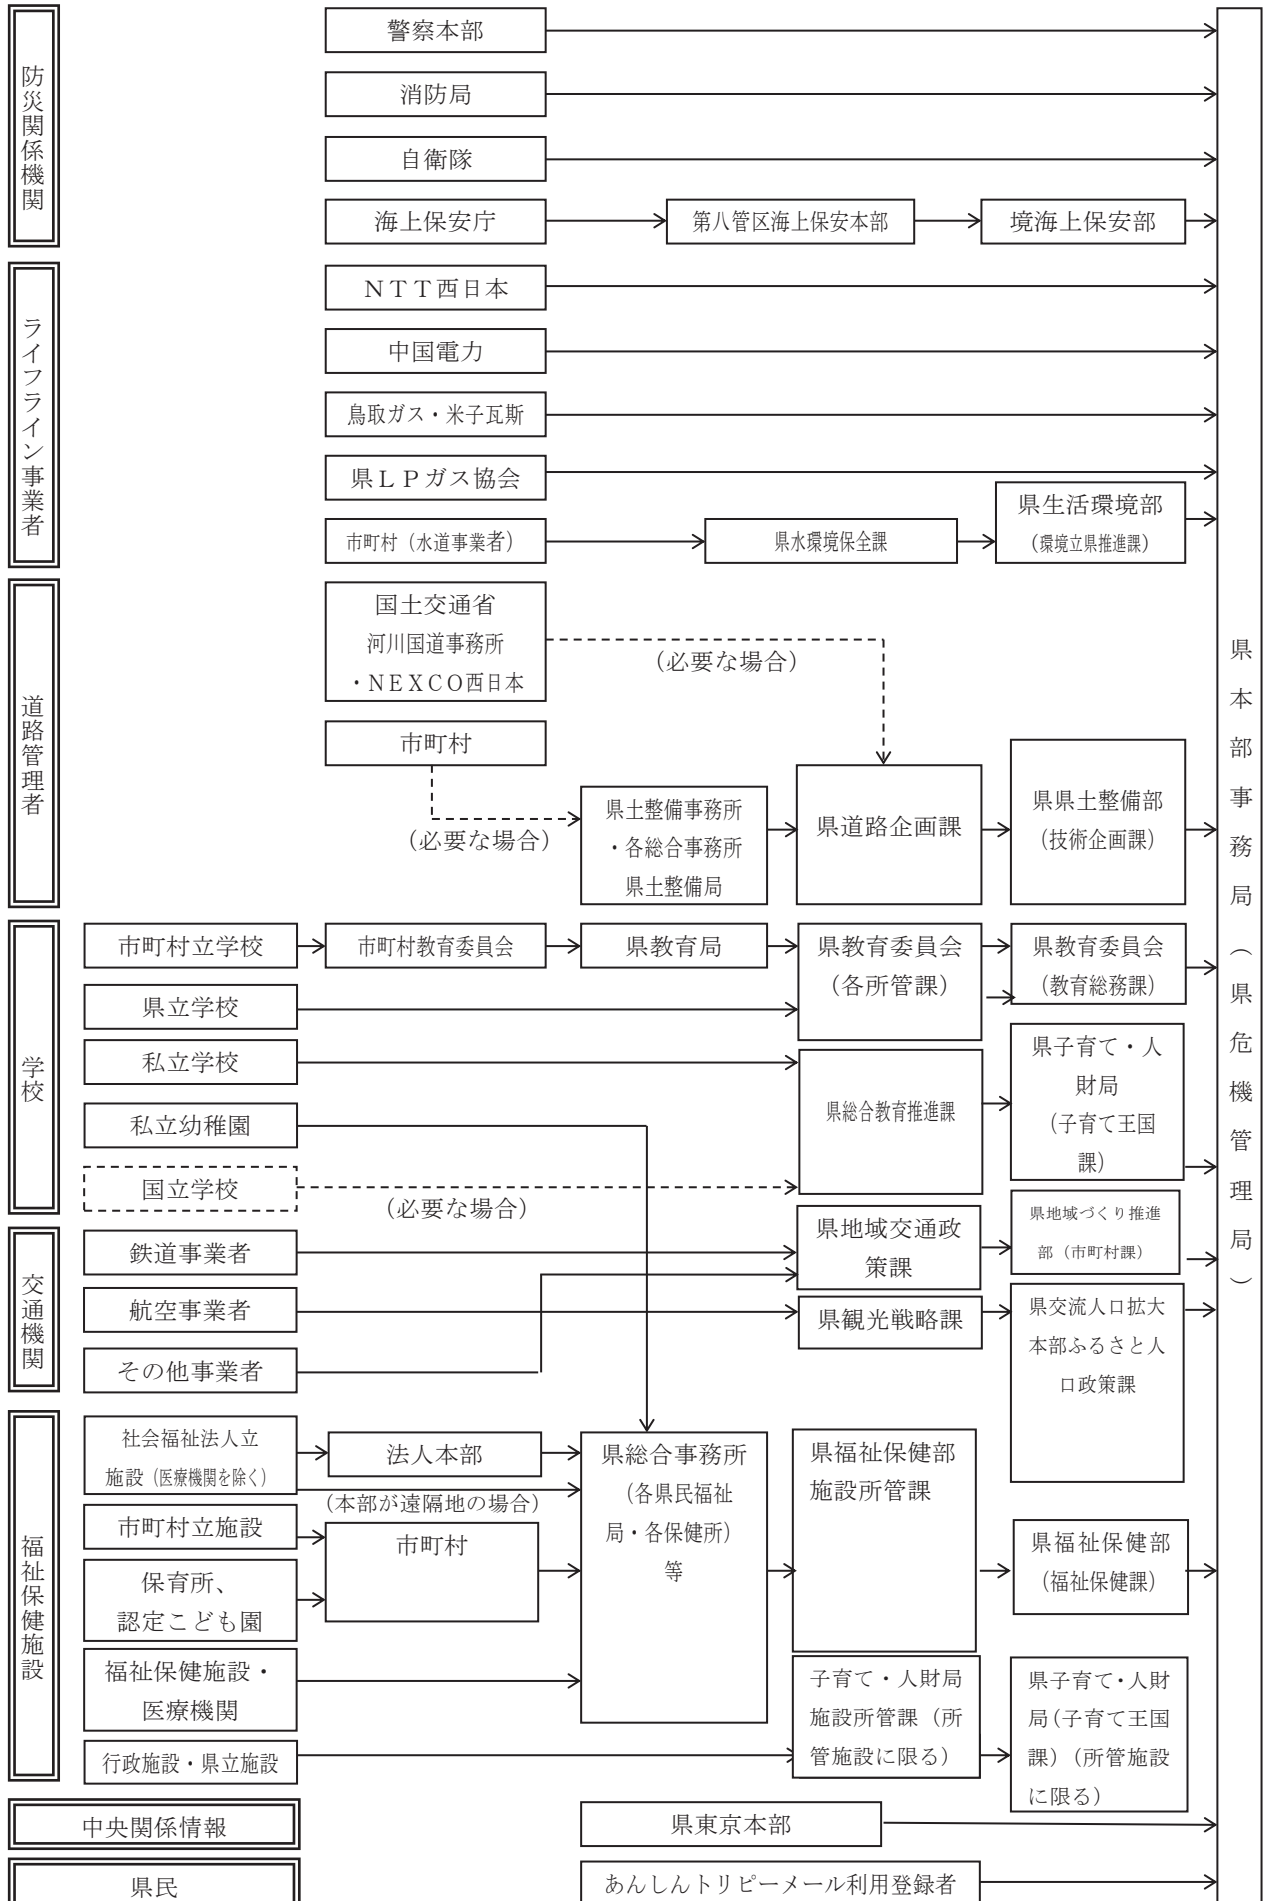 防災関係機関
警察本部
消防局
自衛隊
海上保安庁
第八管区海上保安本部
境海上保安部
ライフライン事業者
ＮＴＴ西日本
中国電力
鳥取ガス・米子瓦斯
県ＬＰガス協会
市町村（水道事業者）
県水環境保全課
県生活環境部
（環境立県推進課）
道路管理者
国土交通省
河川国道事務所
・ＮＥＸＣＯ西日本
（必要な場合）
市町村
（必要な場合）
県土整備事務所
・各総合事務所
県土整備局
県道路企画課
県県土整備部
（技術企画課）
学校
市町村立学校
市町村教育委員会
県教育局
県教育委員会
（各所管課）
県教育委員会
（教育総務課）
県立学校
私立学校
県総合教育推進課
県子育て・人
財局
（子育て王国
課）
私立幼稚園
国立学校
（必要な場合）
交通機関
鉄道事業者
県地域交通政
策課
県地域づくり推進
部（市町村課）
航空事業者
県観光戦略課
県交流人口拡大
本部ふるさと人
口政策課
その他事業者
福祉保健施設
社会福祉法人立
施設（医療機関を除く）
法人本部
（本部が遠隔地の場合）
県総合事務所
（各県民福祉
局・各保健所）
等
県福祉保健部
施設所管課
県福祉保健部
（福祉保健課）
市町村立施設
市町村
保育所、
認定こども園
福祉保健施設・
医療機関
行政施設・県立施設
子育て・人財局
施設所管課（所
管施設に限る）
県子育て・人財
局（子育て王国
課）（所管施設
に限る）
中央関係情報
県東京本部
県民
あんしんトリピーメール利用登録者
県本部事務局（県危機管理局）